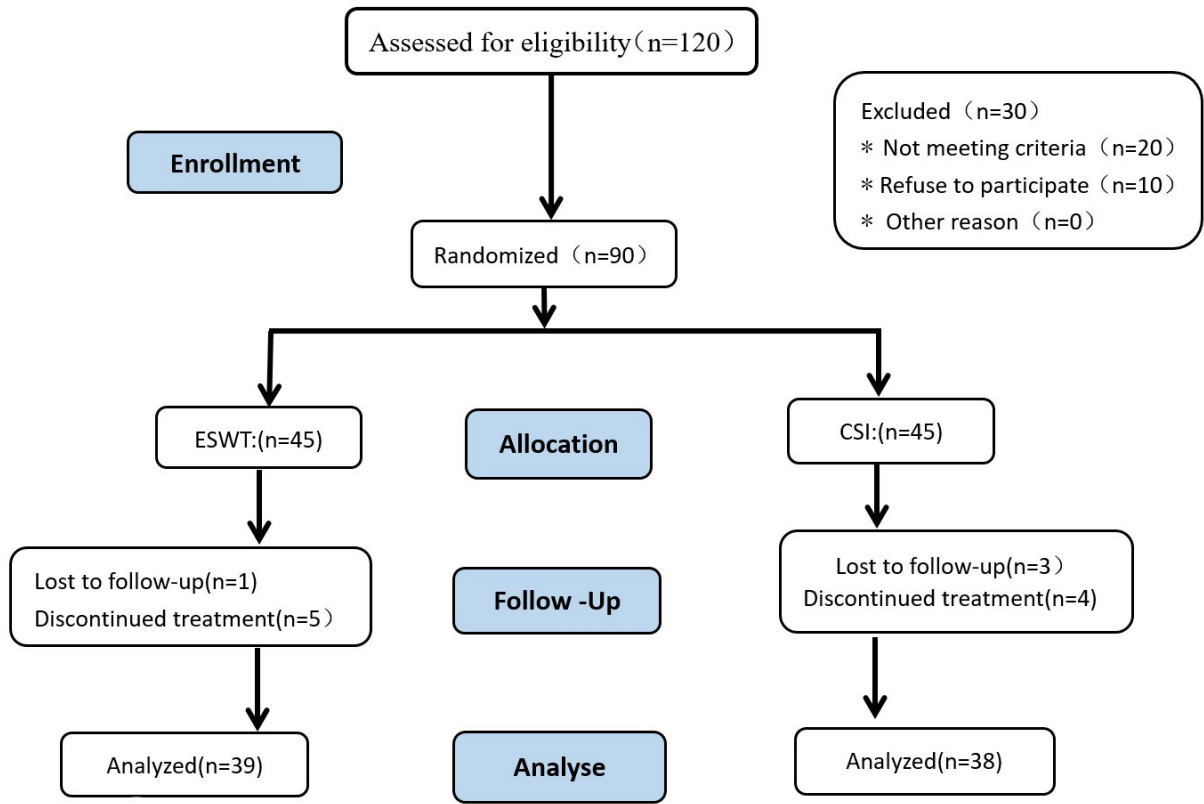 Assessed for eligibility（n=120）
Excluded（n=30）
* Not meeting criteria（n=20）
* Refuse to participate（n=10）
* Other reason（n=0）
Enrollment
Randomized（n=90）
ESWT:(n=45)
Allocation
CSI:(n=45)
Lost to follow-up(n=1)
Discontinued treatment(n=5）
Follow -Up
Lost to follow-up(n=3）
Discontinued treatment(n=4)
Analyzed(n=39)
Analyse
Analyzed(n=38)